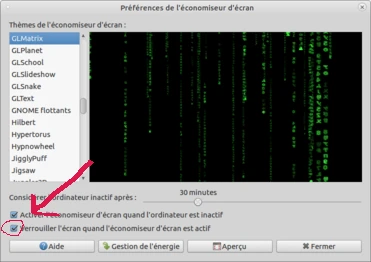 Préférences de l'économiseur d'écran
Thèmes de l'économiseur d'écran :
GLMatrix
GLPlanet
GLSchool
GLSlideshow
GLSnake
GLText
GNOME flottants
Hilbert
Hypertorus
Hypnowheel
JigglyPuff
Jigsaw
30 minutes
l'ordinateur inactif après :
l'économiseur d'écran quand l'ordinateur est inactif
Verrouiller l'écran quand l'économiseur d'écran est actif
Aide
Gestion de l'énergie
Aperçu
Fermer